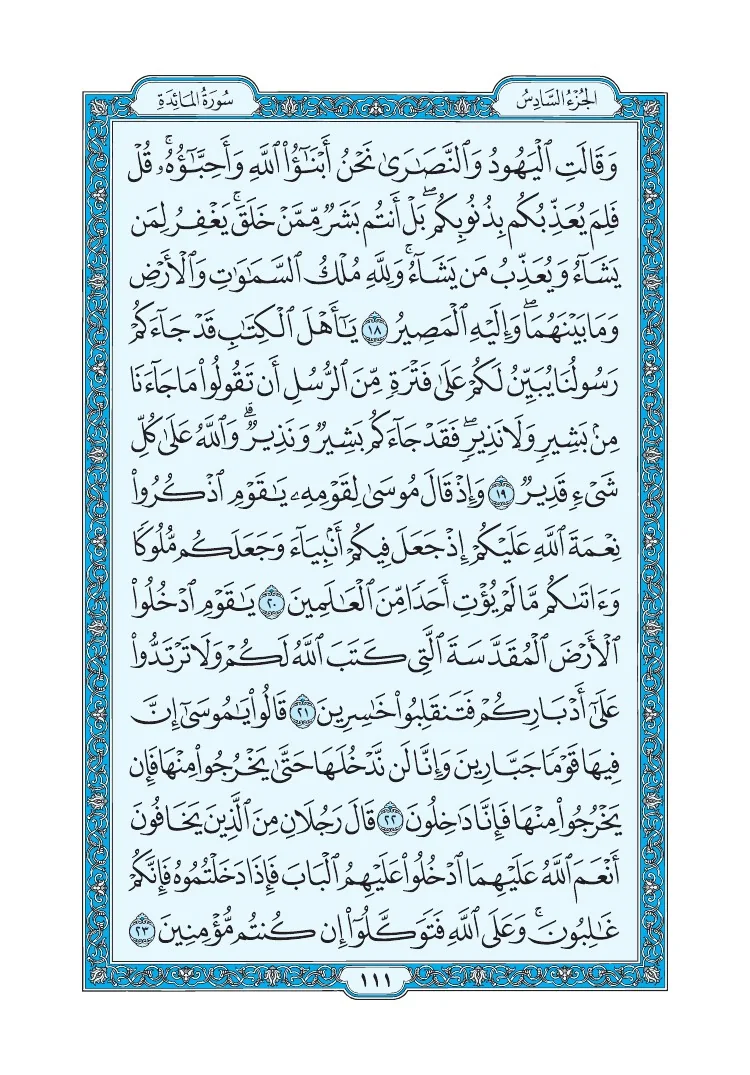 الجُزْءُ السَّادِسُ
سُورَةُ المَائِدَةِ
وَقَالَتِ ٱلۡيَهُودُ وَٱلنَّصَٰرَىٰ نَحۡنُ أَبۡنَٰٓؤُاْ ٱللَّهِ وَأَحِبَّٰٓؤُهُۥۚ قُلۡ
فَلِمَ يُعَذِّبُكُم بِذُنُوبِكُمۖ بَلۡ أَنتُم بَشَرٞ مِّمَّنۡ خَلَقَۚ يَغۡفِرُ لِمَن
يَشَآءُ وَيُعَذِّبُ مَن يَشَآءُۚ وَلِلَّهِ مُلۡكُ ٱلسَّمَٰوَٰتِ وَٱلۡأَرۡضِ
وَمَا بَيۡنَهُمَاۖ وَإِلَيۡهِ ٱلۡمَصِيرُ ١٨ يَٰٓأَهۡلَ ٱلۡكِتَٰبِ قَدۡ جَآءَكُمۡ
رَسُولُنَا يُبَيِّنُ لَكُمۡ عَلَىٰ فَتۡرَةٖ مِّنَ ٱلرُّسُلِ أَن تَقُولُواْ مَا جَآءَنَا
مِنۢ بَشِيرٖ وَلَا نَذِيرٖۖ فَقَدۡ جَآءَكُم بَشِيرٞ وَنَذِيرٞۗ وَٱللَّهُ عَلَىٰ كُلِّ
شَيۡءٖ قَدِيرٞ ١٩ وَإِذۡ قَالَ مُوسَىٰ لِقَوۡمِهِۦ يَٰقَوۡمِ ٱذۡكُرُواْ
نِعۡمَةَ ٱللَّهِ عَلَيۡكُمۡ إِذۡ جَعَلَ فِيكُمۡ أَنۢبِيَآءَ وَجَعَلَكُم مُّلُوكٗا
وَءَاتَىٰكُم مَّا لَمۡ يُؤۡتِ أَحَدٗا مِّنَ ٱلۡعَٰلَمِينَ ٢٠ يَٰقَوۡمِ ٱدۡخُلُواْ
ٱلۡأَرۡضَ ٱلۡمُقَدَّسَةَ ٱلَّتِي كَتَبَ ٱللَّهُ لَكُمۡ وَلَا تَرۡتَدُّواْ
عَلَىٰٓ أَدۡبَارِكُمۡ فَتَنقَلِبُواْ خَٰسِرِينَ ٢١ قَالُواْ يَٰمُوسَىٰٓ إِنَّ
فِيهَا قَوۡمٗا جَبَّارِينَ وَإِنَّا لَن نَّدۡخُلَهَا حَتَّىٰ يَخۡرُجُواْ مِنۡهَا فَإِن
يَخۡرُجُواْ مِنۡهَا فَإِنَّا دَٰخِلُونَ ٢٢ قَالَ رَجُلَانِ مِنَ ٱلَّذِينَ يَخَافُونَ
أَنۡعَمَ ٱللَّهُ عَلَيۡهِمَا ٱدۡخُلُواْ عَلَيۡهِمُ ٱلۡبَابَ فَإِذَا دَخَلۡتُمُوهُ فَإِنَّكُمۡ
غَٰلِبُونَۚ وَعَلَى ٱللَّهِ فَتَوَكَّلُوٓاْ إِن كُنتُم مُّؤۡمِنِينَ ٢٣
١١١